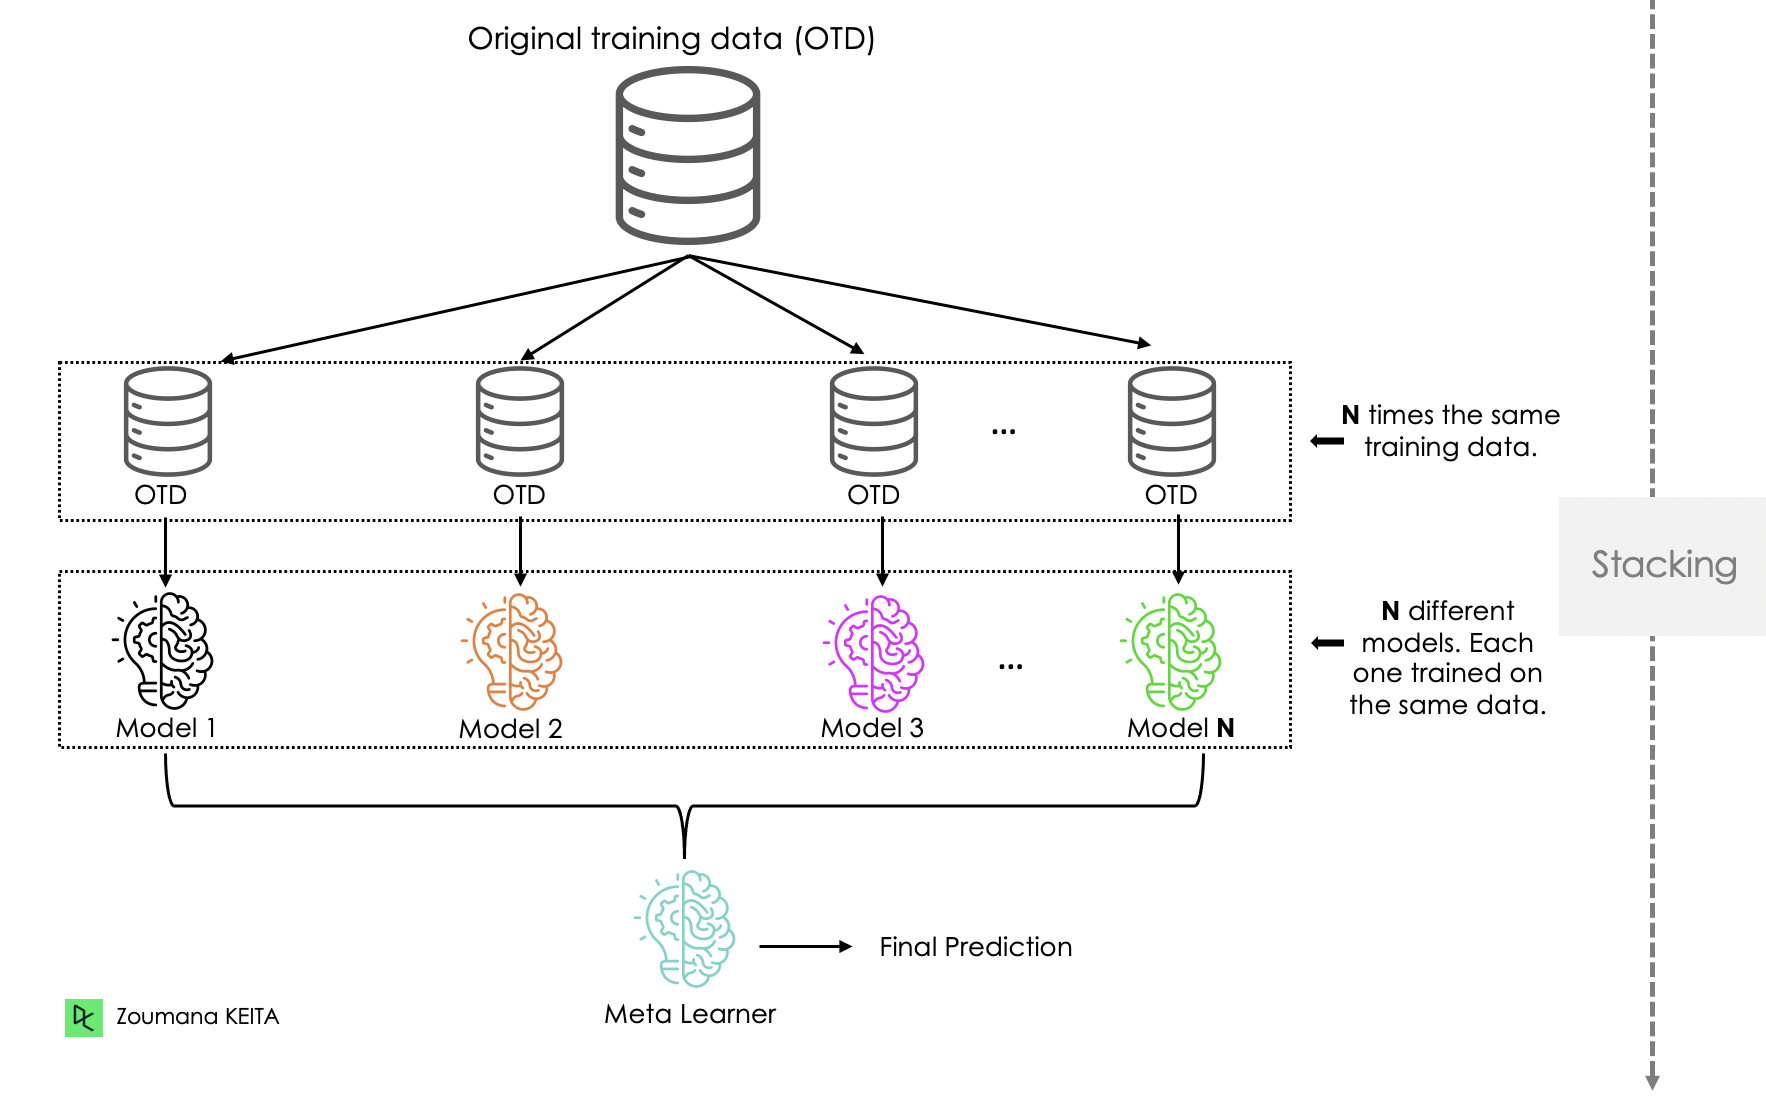 Original training data (OTD)
OTD
OTD
OTD
...
OTD
N times the same
training data.
Stacking
Model 1
Model 2
Model 3
...
Model N
N different
models. Each
one trained on
the same data.
Meta Learner
Final Prediction
Zoumana KEITA